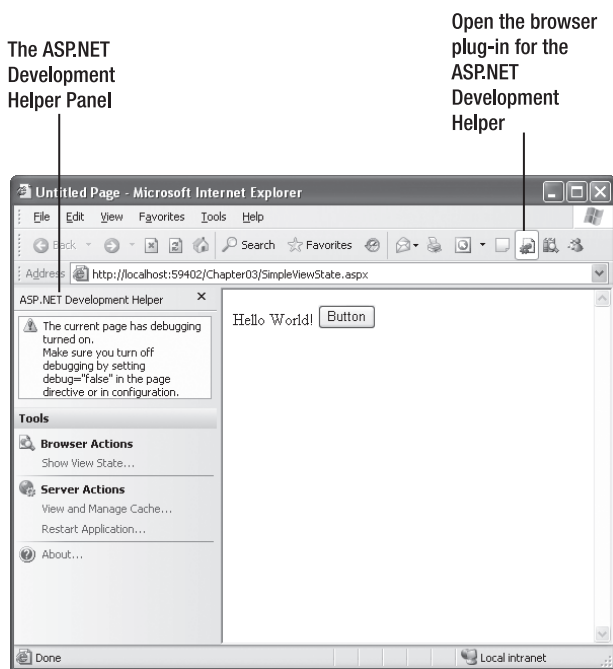 The ASP.NET
Development
Helper Panel
Open the browser
plug-in for the
ASP.NET
Development
Helper
Untitled Page - Microsoft Internet Explorer
File Edit View Favorites Tools Help
Back Search Favorites
Address http://localhost:59402/Chapter03/SimpleViewState.aspx
ASP.NET Development Helper
The current page has debugging
turned on.
Make sure you turn off
debugging by setting
debug="false" in the page
directive or in configuration.
Tools
Browser Actions
Show View State...
Server Actions
View and Manage Cache...
Restart Application...
About...
Hello World! Button
Done Local intranet